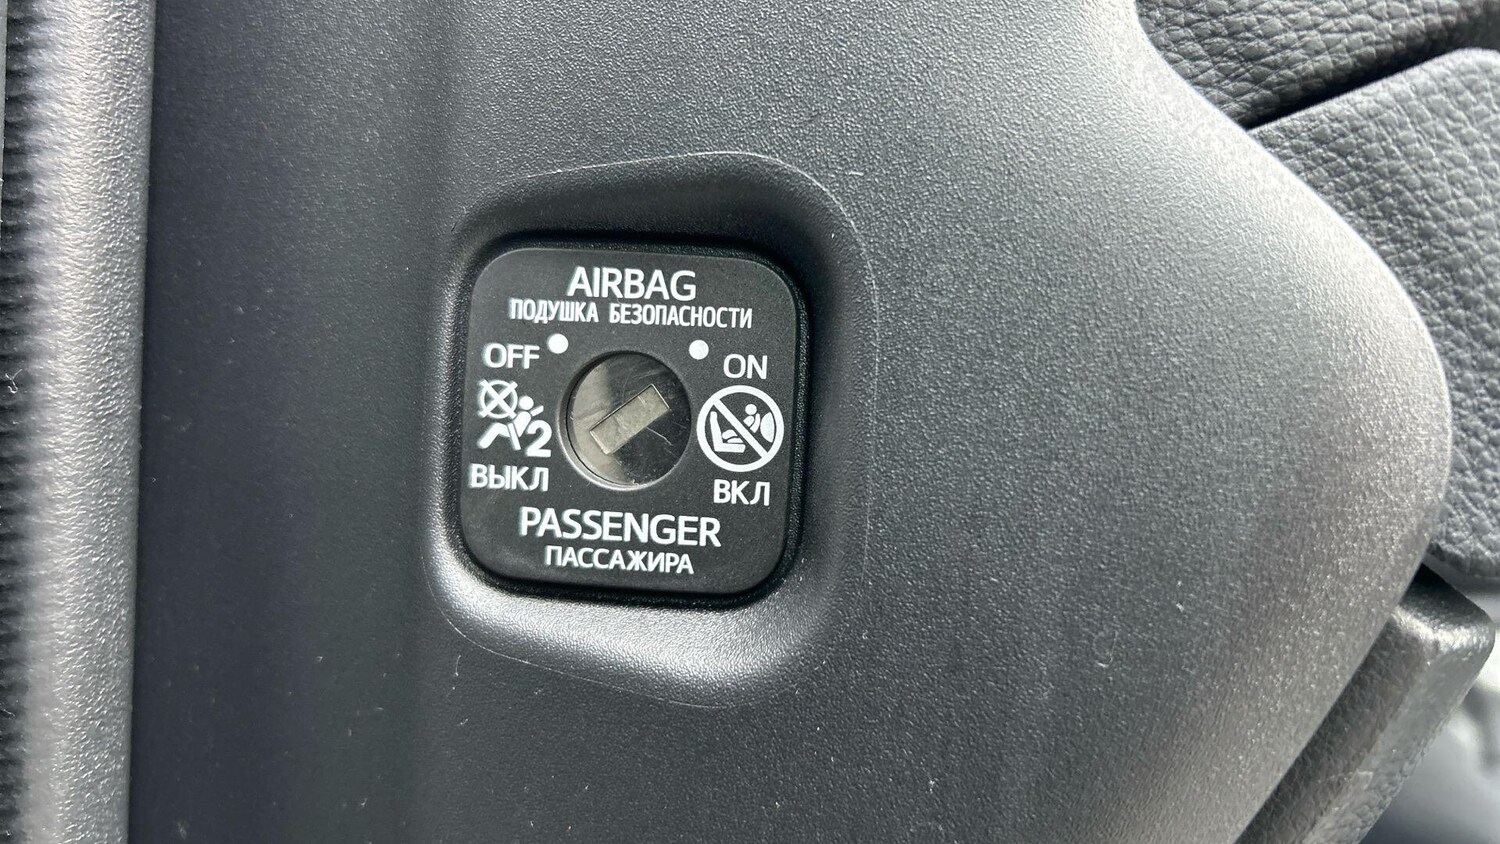 AIRBAG
ПОДУШКА БЕЗОПАСНОСТИ
OFF
ON
2
ВЫКЛ
ВКЛ
PASSENGER
ПАССАЖИРА